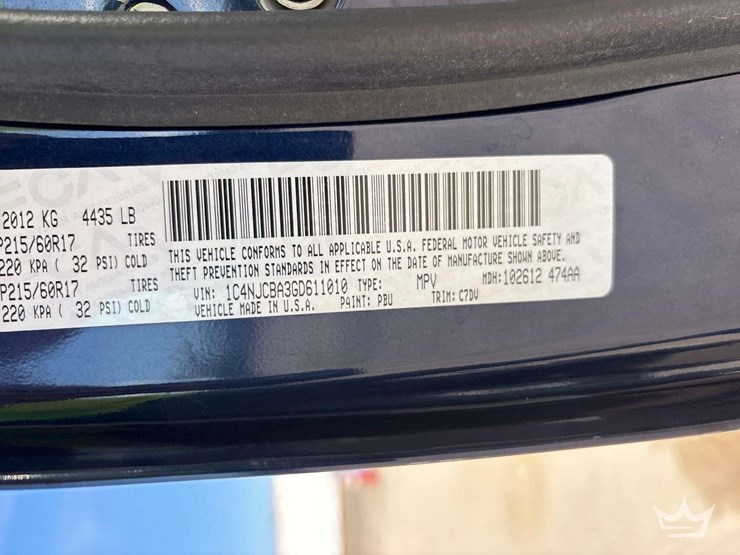 2012 KG 4435 LB
P215/60R17 TIRES
220 KPA ( 32 PSI) COLD
P215/60R17 TIRES
220 KPA ( 32 PSI) COLD
THIS VEHICLE CONFORMS TO ALL APPLICABLE U.S.A. FEDERAL MOTOR VEHICLE SAFETY AND
THEFT PREVENTION STANDARDS IN EFFECT ON THE DATE OF MANUFACTURE SHOWN ABOVE.
VIN: 1C4NJCBA3GD611010 TYPE: MPV MDH:102612 474AA
VEHICLE MADE IN U.S.A. PAINT: PBU TRIM: C7DV